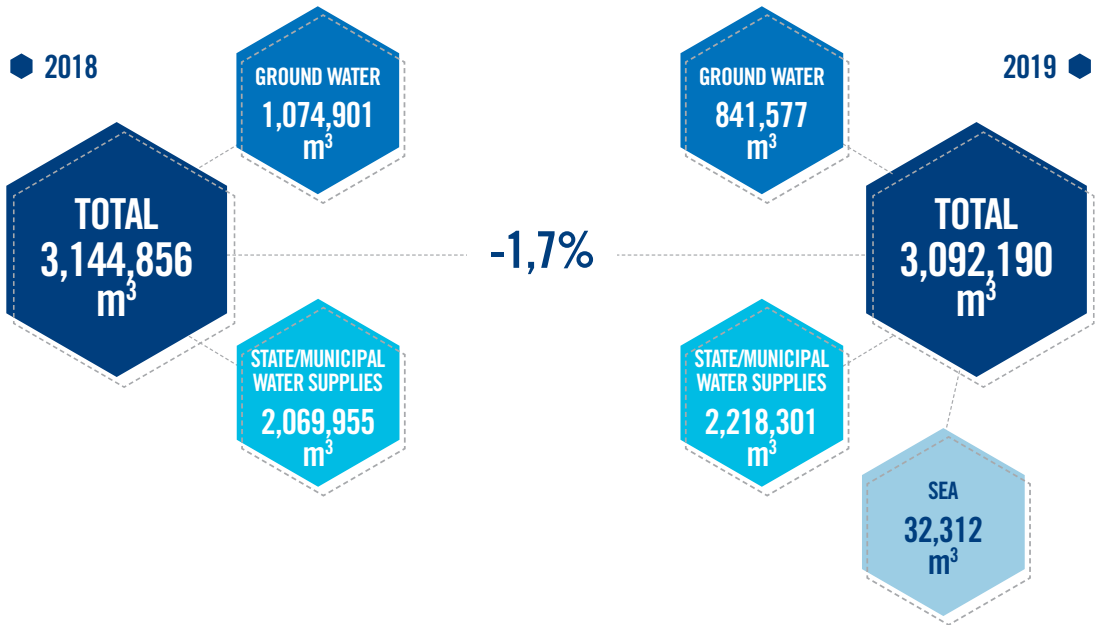 2018
GROUND WATER
1,074,901
m³
TOTAL
3,144,856
m³
STATE/MUNICIPAL
WATER SUPPLIES
2,069,955
m³
-1,7%
2019
GROUND WATER
841,577
m³
TOTAL
3,092,190
m³
STATE/MUNICIPAL
WATER SUPPLIES
2,218,301
m³
SEA
32,312
m³